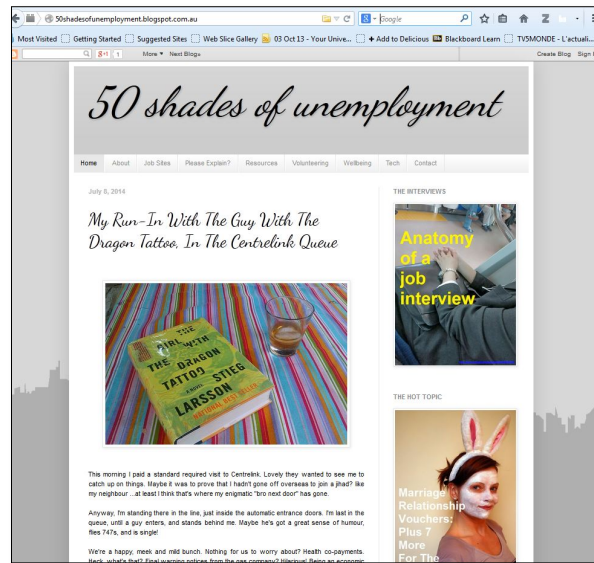 50shadesofunemployment.blogspot.com.au
Google
Most Visited
Getting Started
Suggested Sites
Web Slice Gallery
03 Oct 13 - Your Unive...
+ Add to Delicious
Blackboard Learn
TV5MONDE - L'actuali...
g+1
1
More
Next Blog»
Create Blog
Sign
50 shades of unemployment
Home
About
Job Sites
Please Explain?
Resources
Volunteering
Wellbeing
Tech
Contact
July 8, 2014
My Run-In With The Guy With The
Dragon Tattoo, In The Centrelink Queue
THE
GIRL WITH
THE DRAGON
TATTOO
STIEG
LARSSON
NATIONAL BEST SELLER
This morning I paid a standard required visit to Centrelink. Lovely they wanted to see me to
catch up on things. Maybe it was to prove that I hadn't gone off overseas to join a jihad? like
my neighbour ...at least I think that's where my enigmatic "bro next door" has gone.
Anyway, I'm standing there in the line, just inside the automatic entrance doors. I'm last in the
queue, until a guy enters, and stands behind me. Maybe he's got a great sense of humour,
flies 747s, and is single!
We're a happy, meek and mild bunch. Nothing for us to worry about? Health co-payments.
Heck, what's that? Final warning notices from the gas company? Hilarious! Being an economic
THE INTERVIEWS
Anatomy
of a
job
interview
THE HOT TOPIC
Marriage
Relationship
Vouchers:
Plus 7
More
For The